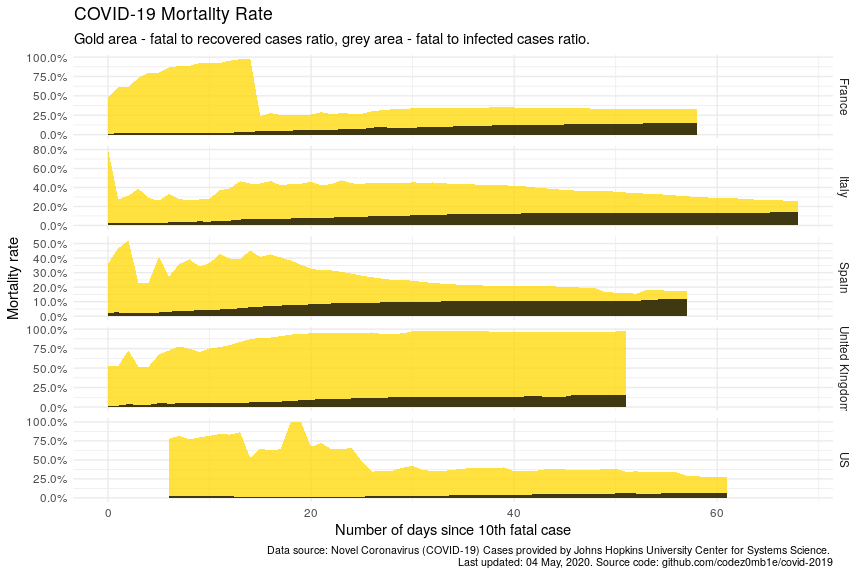 COVID-19 Mortality Rate
Gold area - fatal to recovered cases ratio, grey area - fatal to infected cases ratio.
Mortality rate
100.0%
75.0%
50.0%
25.0%
0.0%
France
80.0%
60.0%
40.0%
20.0%
0.0%
Italy
50.0%
40.0%
30.0%
20.0%
10.0%
0.0%
Spain
100.0%
75.0%
50.0%
25.0%
0.0%
United Kingdom
100.0%
75.0%
50.0%
25.0%
0.0%
US
0 20 40 60
Number of days since 10th fatal case
Data source: Novel Coronavirus (COVID-19) Cases provided by Johns Hopkins University Center for Systems Science.
Last updated: 04 May, 2020. Source code: github.com/codez0mb1e/covid-2019